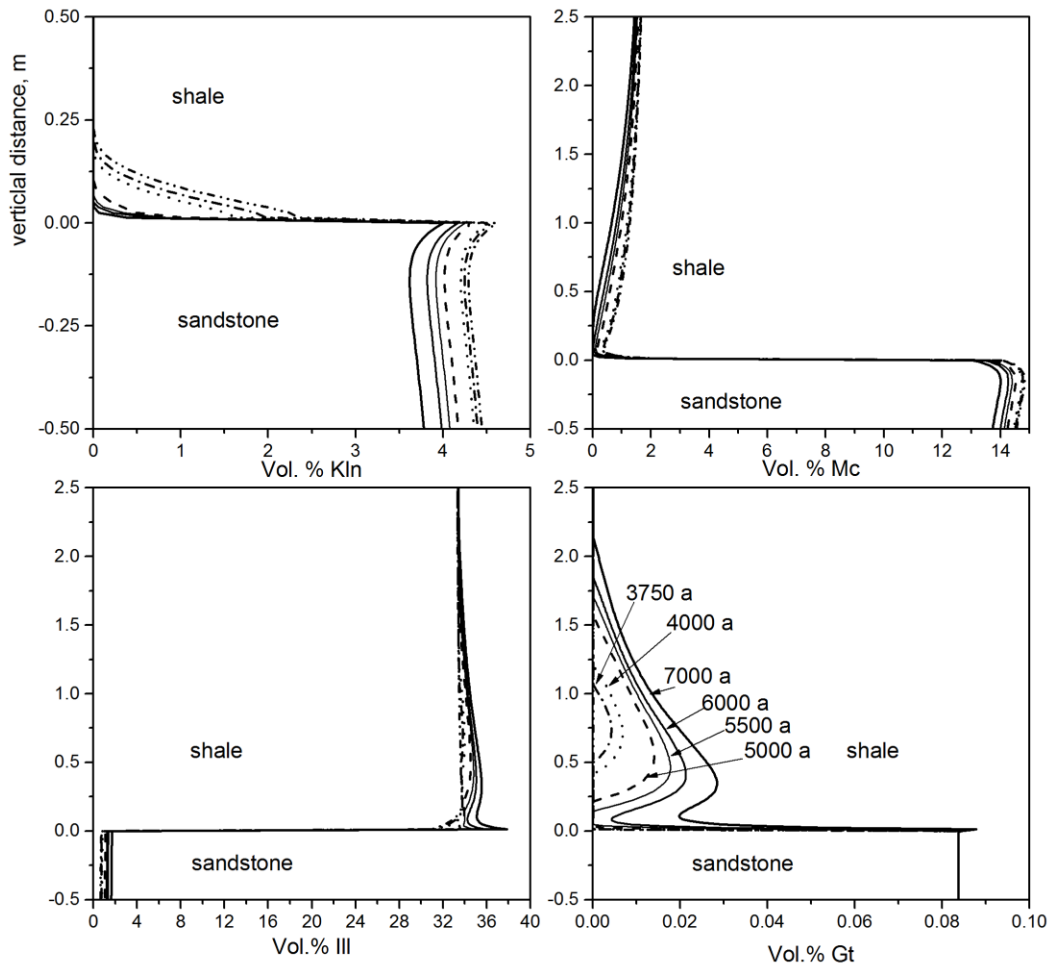 0.50
0.25
0.00
-0.25
-0.50
verticlal distance, m
shale
sandstone
0 1 2 3 4 5
Vol. % Kln
2.5
2.0
1.5
1.0
0.5
0.0
-0.5
shale
sandstone
0 2 4 6 8 10 12 14
Vol. % Mc
2.5
2.0
1.5
1.0
0.5
0.0
-0.5
shale
sandstone
0 4 8 12 16 20 24 28 32 36 40
Vol.% Ill
2.5
2.0
1.5
1.0
0.5
0.0
-0.5
3750 a
4000 a
7000 a
6000 a
5500 a
5000 a
shale
sandstone
0.00 0.02 0.04 0.06 0.08 0.10
Vol.% Gt